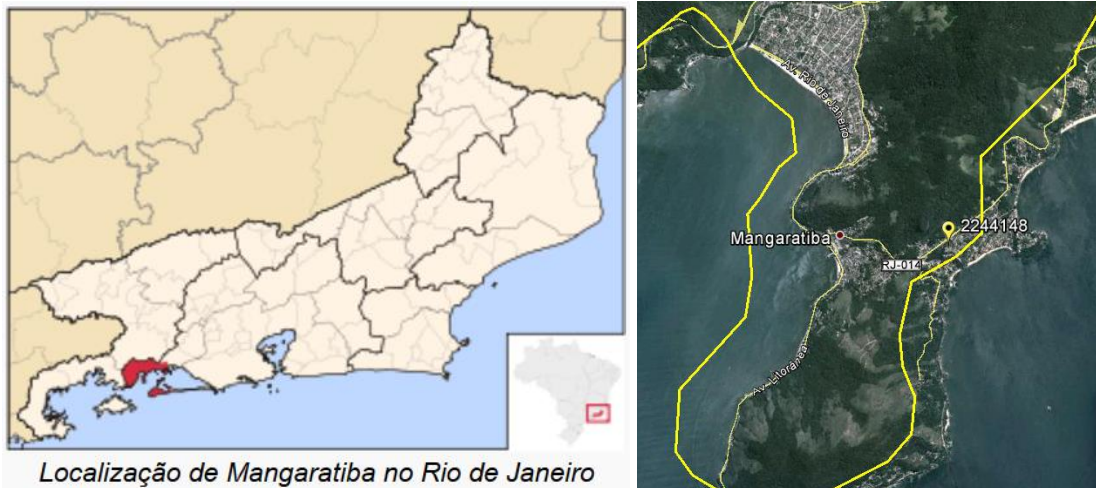 Localização de Mangaratiba no Rio de Janeiro
Av. Rio de Janeiro
Mangaratiba
2244148
RJ-014
Av. Litorânea